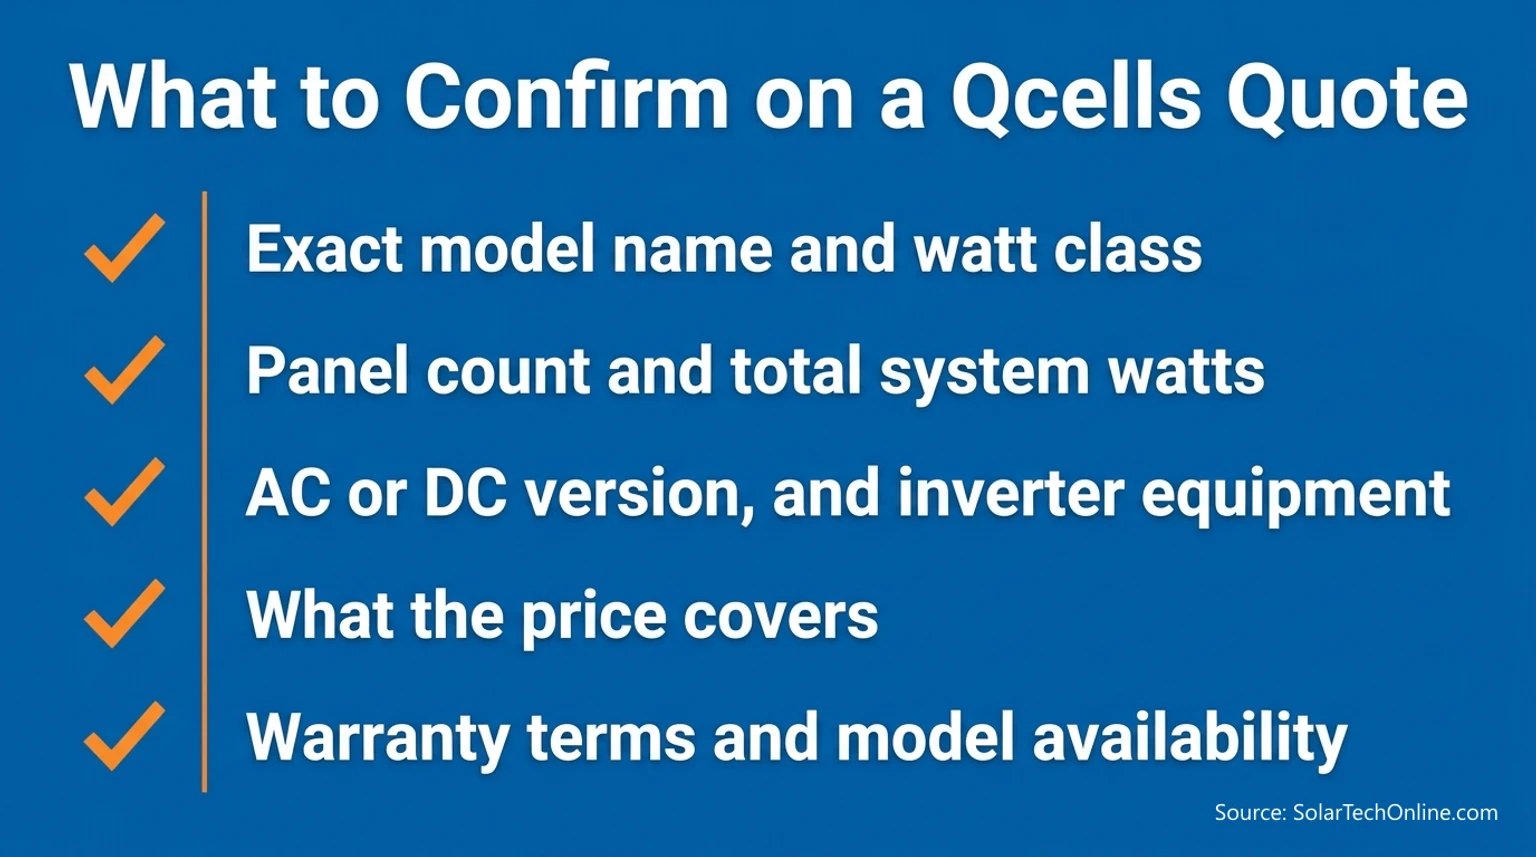 What to Confirm on a Qcells Quote
Exact model name and watt class
Panel count and total system watts
AC or DC version, and inverter equipment
What the price covers
Warranty terms and model availability
Source: SolarTechOnline.com